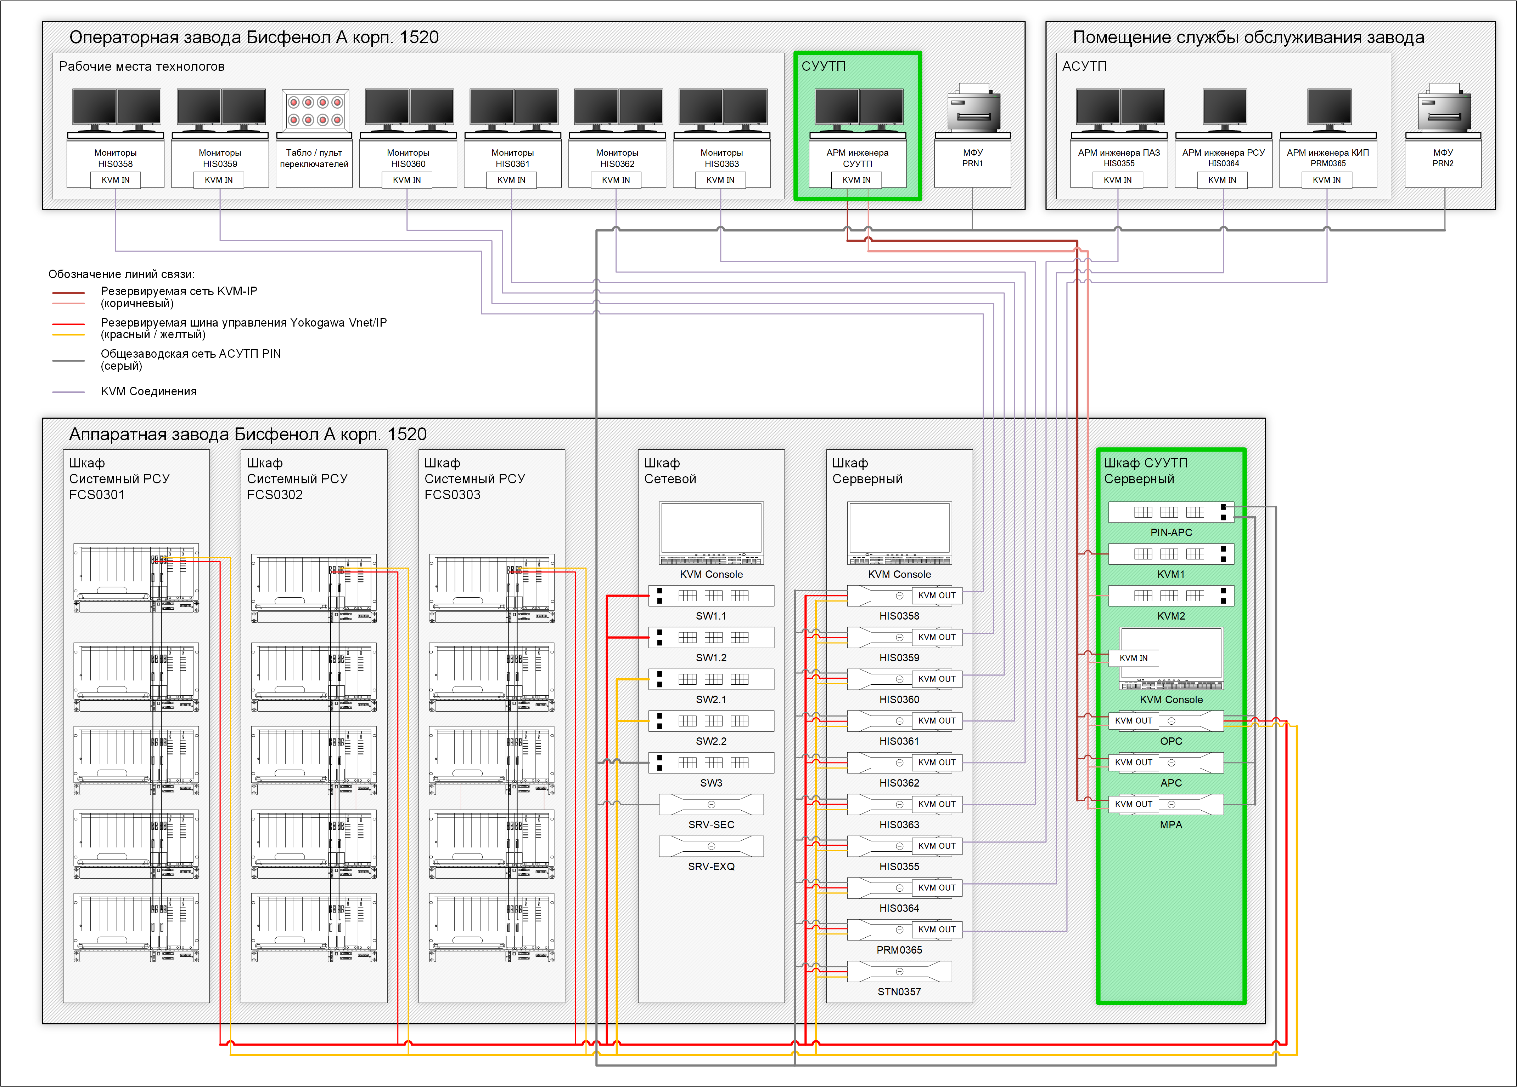 Операторная завода Бисфенол А корп. 1520
Рабочие места технологов
Мониторы
HIS0358
KVM IN
Мониторы
HIS0359
KVM IN
Табло / пульт
переключателей
Мониторы
HIS0360
KVM IN
Мониторы
HIS0361
KVM IN
Мониторы
HIS0362
KVM IN
Мониторы
HIS0363
KVM IN
СУУТП
АРМ инженера
СУУТП
KVM IN
МФУ
PRN1
Помещение службы обслуживания завода
АСУТП
АРМ инженера ПАЗ
HIS0355
KVM IN
АРМ инженера РСУ
HIS0364
KVM IN
АРМ инженера КИП
PRM0365
KVM IN
МФУ
PRN2
Обозначение линий связи:
Резервируемая сеть KVM-IP
(коричневый)
Резервируемая шина управления Yokogawa Vnet/IP
(красный / желтый)
Общезаводская сеть АСУТП PIN
(серый)
KVM Соединения
Аппаратная завода Бисфенол А корп. 1520
Шкаф
Системный РСУ
FCS0301
Шкаф
Системный РСУ
FCS0302
Шкаф
Системный РСУ
FCS0303
Шкаф
Сетевой
KVM Console
SW1.1
SW1.2
SW2.1
SW2.2
SW3
SRV-SEC
SRV-EXQ
Шкаф
Серверный
KVM Console
KVM OUT
HIS0358
KVM OUT
HIS0359
KVM OUT
HIS0360
KVM OUT
HIS0361
KVM OUT
HIS0362
KVM OUT
HIS0363
KVM OUT
HIS0355
KVM OUT
HIS0364
KVM OUT
PRM0365
STN0357
Шкаф СУУТП
Серверный
PIN-APC
KVM1
KVM2
KVM IN
KVM Console
KVM OUT
OPC
KVM OUT
APC
KVM OUT
MPA